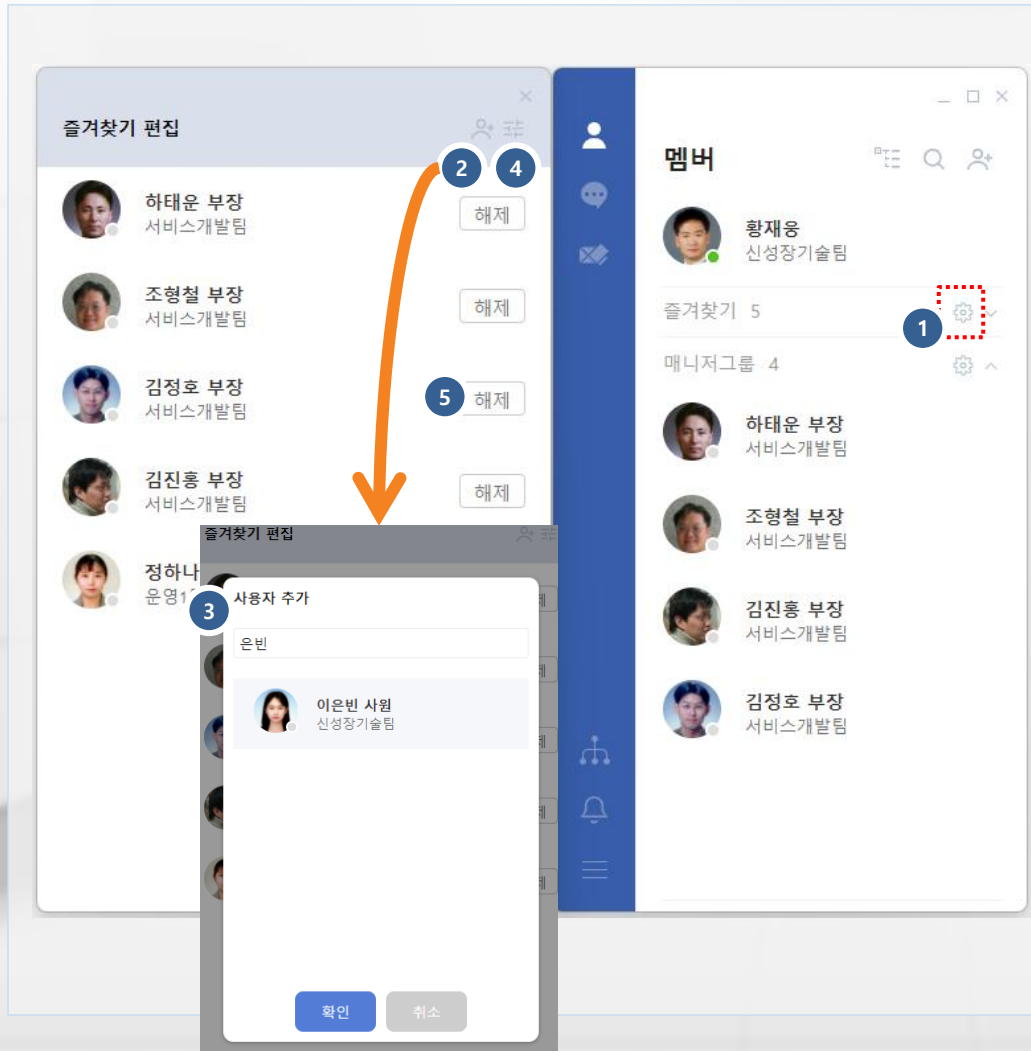 즐겨찾기 편집
2
4
하태운 부장
서비스개발팀
해제
조형철 부장
서비스개발팀
해제
김정호 부장
서비스개발팀
5
해제
김진홍 부장
서비스개발팀
해제
정하나
운영1
즐겨찾기 편집
3
사용자 추가
은빈
이은빈 사원
신성장기술팀
확인
취소
멤버
황재웅
신성장기술팀
즐겨찾기 5
1
매니저그룹 4
하태운 부장
서비스개발팀
조형철 부장
서비스개발팀
김진홍 부장
서비스개발팀
김정호 부장
서비스개발팀